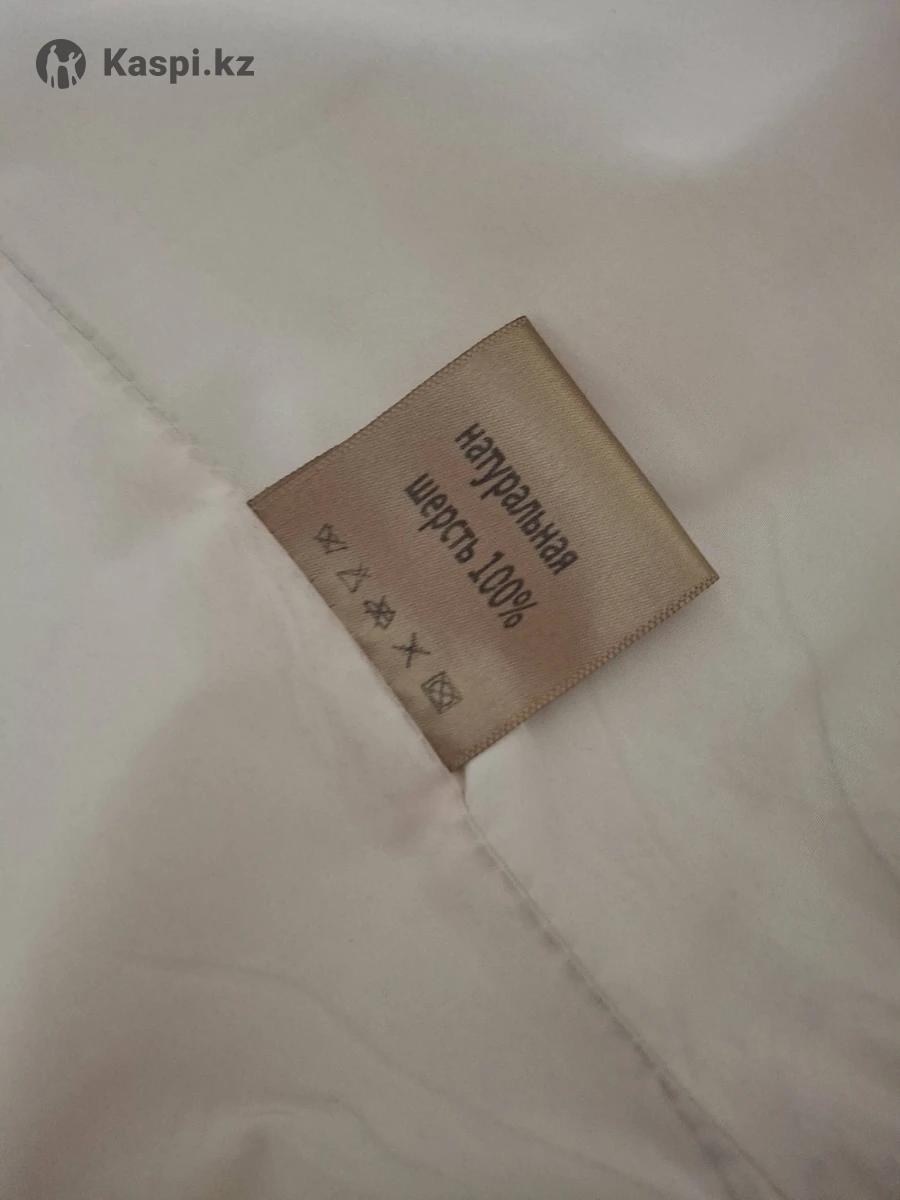 Kaspi.kz
натуральная
шерсть 100%